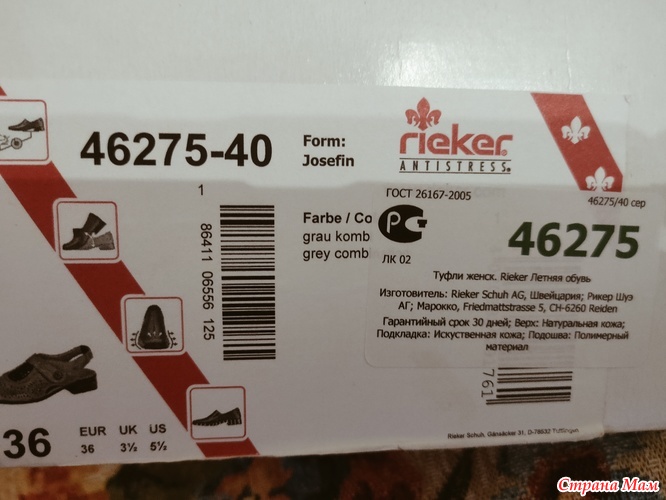 46275-40
Form:
Josefin
rieker
ANTISTRESS
1
86411
06556
125
Farbe / Co
grau komb
grey comb
ГОСТ 26167-2005
46275/40 сер
46275
ЛК 02
Туфли женск. Rieker Летняя обувь
Изготовитель: Rieker Schuh AG, Швейцария; Рикер Шуэ
АГ; Марокко, Friedmattstrasse 5, CH-6260 Reiden
Гарантийный срок 30 дней; Верх: Натуральная кожа;
Подкладка: Искуственная кожа; Подошва: Полимерный
материал
761
36
EUR UK US
36 3½ 5½
Rieker Schuh, Gänsäcker 31, D-78532 Tuttlingen
Страна Мам